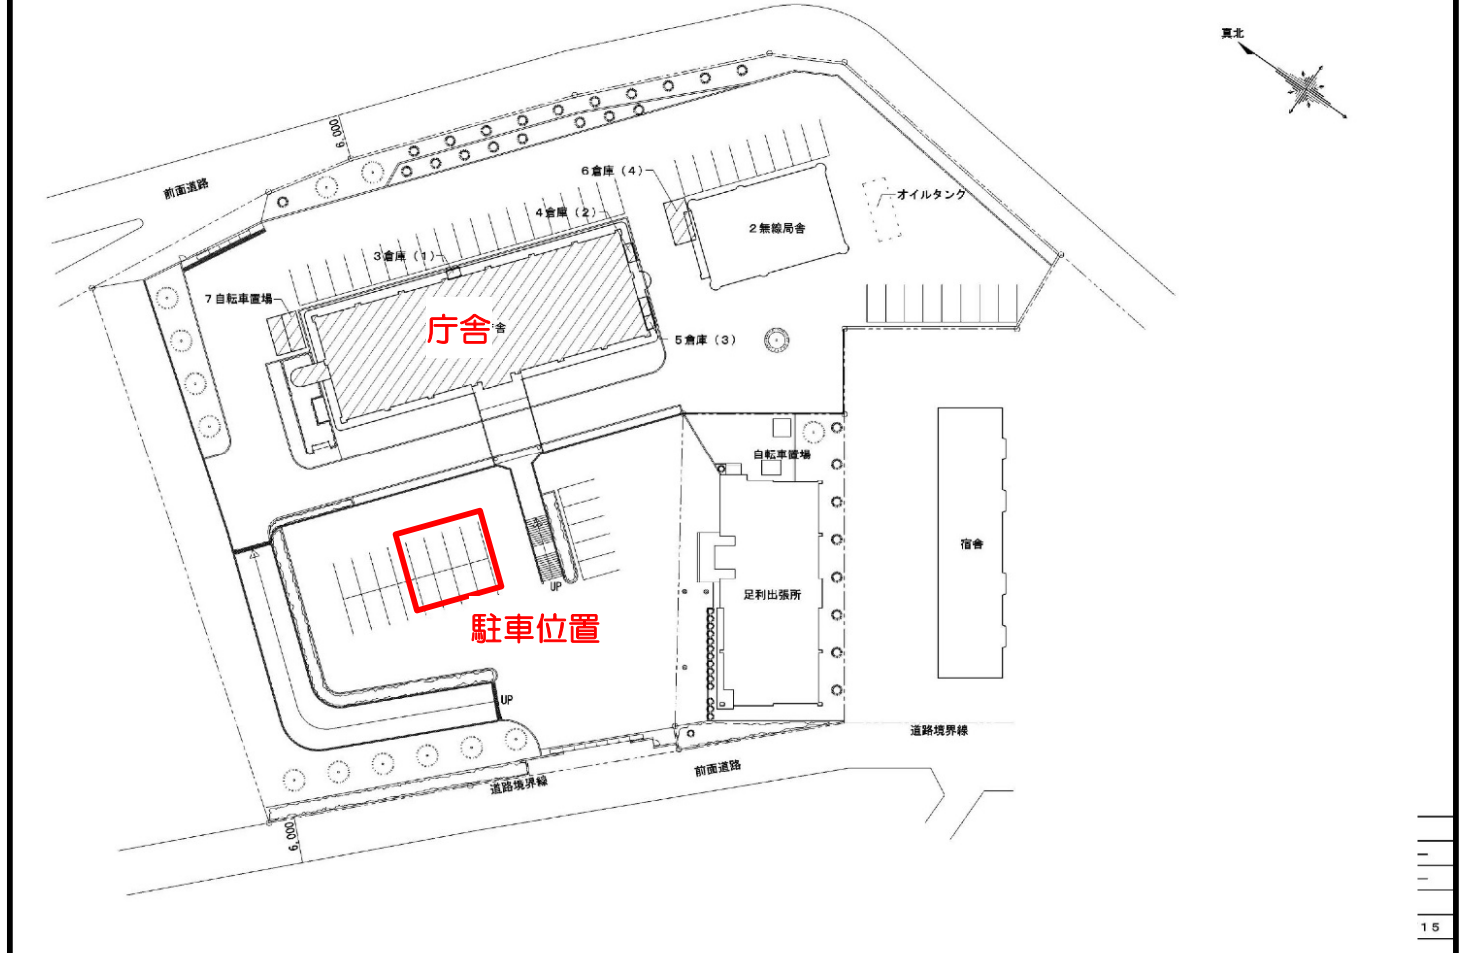 真北
9,000
前面道路
6倉庫（4）
オイルタンク
4倉庫（2）
2無線局舎
3倉庫（1）
7自転車置場
庁舎
舎
5倉庫（3）
自転車置場
宿舎
足利出張所
UP
駐車位置
UP
道路境界線
前面道路
道路境界線
9,000
15